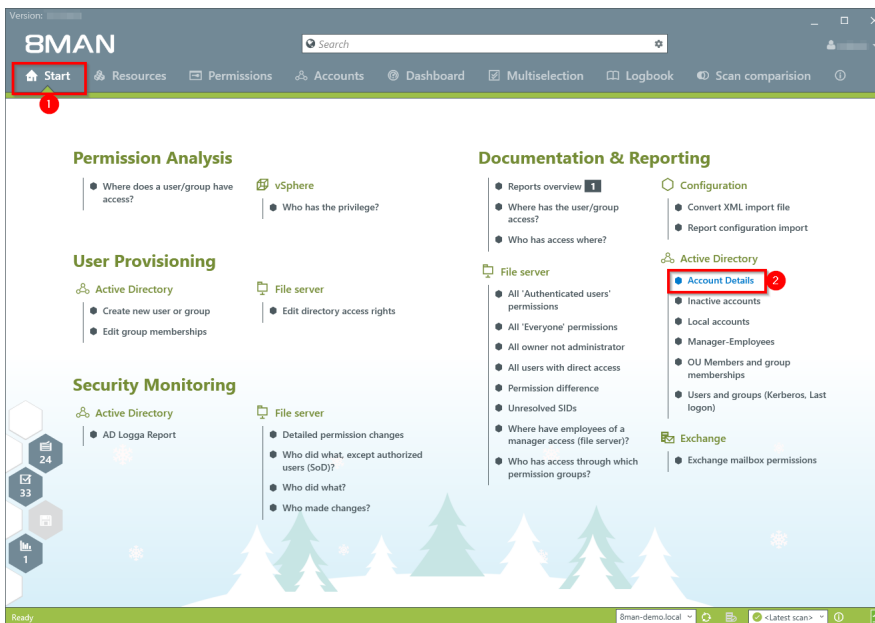 Version:
8MAN
Search
Start
Resources
Permissions
Accounts
Dashboard
Multiselection
Logbook
Scan comparision
1
Permission Analysis
Where does a user/group have
access?
vSphere
Who has the privilege?
User Provisioning
Active Directory
Create new user or group
Edit group memberships
File server
Edit directory access rights
Security Monitoring
Active Directory
AD Logga Report
File server
Detailed permission changes
Who did what, except authorized
users (SoD)?
Who did what?
Who made changes?
Documentation & Reporting
Reports overview 1
Where has the user/group
access?
Who has access where?
File server
All 'Authenticated users'
permissions
All 'Everyone' permissions
All owner not administrator
All users with direct access
Permission difference
Unresolved SIDs
Where have employees of a
manager access (file server)?
Who has access through which
permission groups?
Configuration
Convert XML import file
Report configuration import
Active Directory
Account Details 2
Inactive accounts
Local accounts
Manager-Employees
OU Members and group
memberships
Users and groups (Kerberos, Last
logon)
Exchange
Exchange mailbox permissions
24
33
1
Ready
8man-demo.local
<Latest scan>